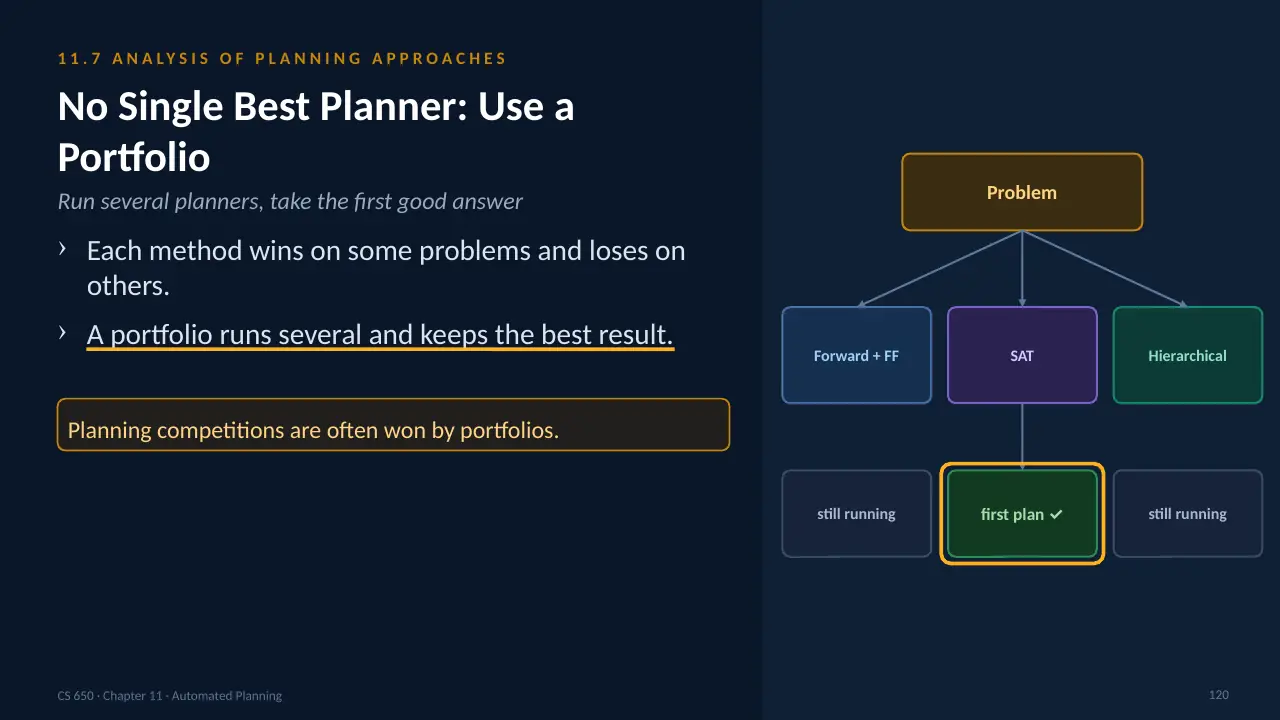 11.7 ANALYSIS OF PLANNING APPROACHES
No Single Best Planner: Use a
Portfolio
Run several planners, take the first good answer
› Each method wins on some problems and loses on
others.
› A portfolio runs several and keeps the best result.
Planning competitions are often won by portfolios.
Problem
Forward + FF
SAT
Hierarchical
still running
first plan ✓
still running
CS 650 · Chapter 11 · Automated Planning
120